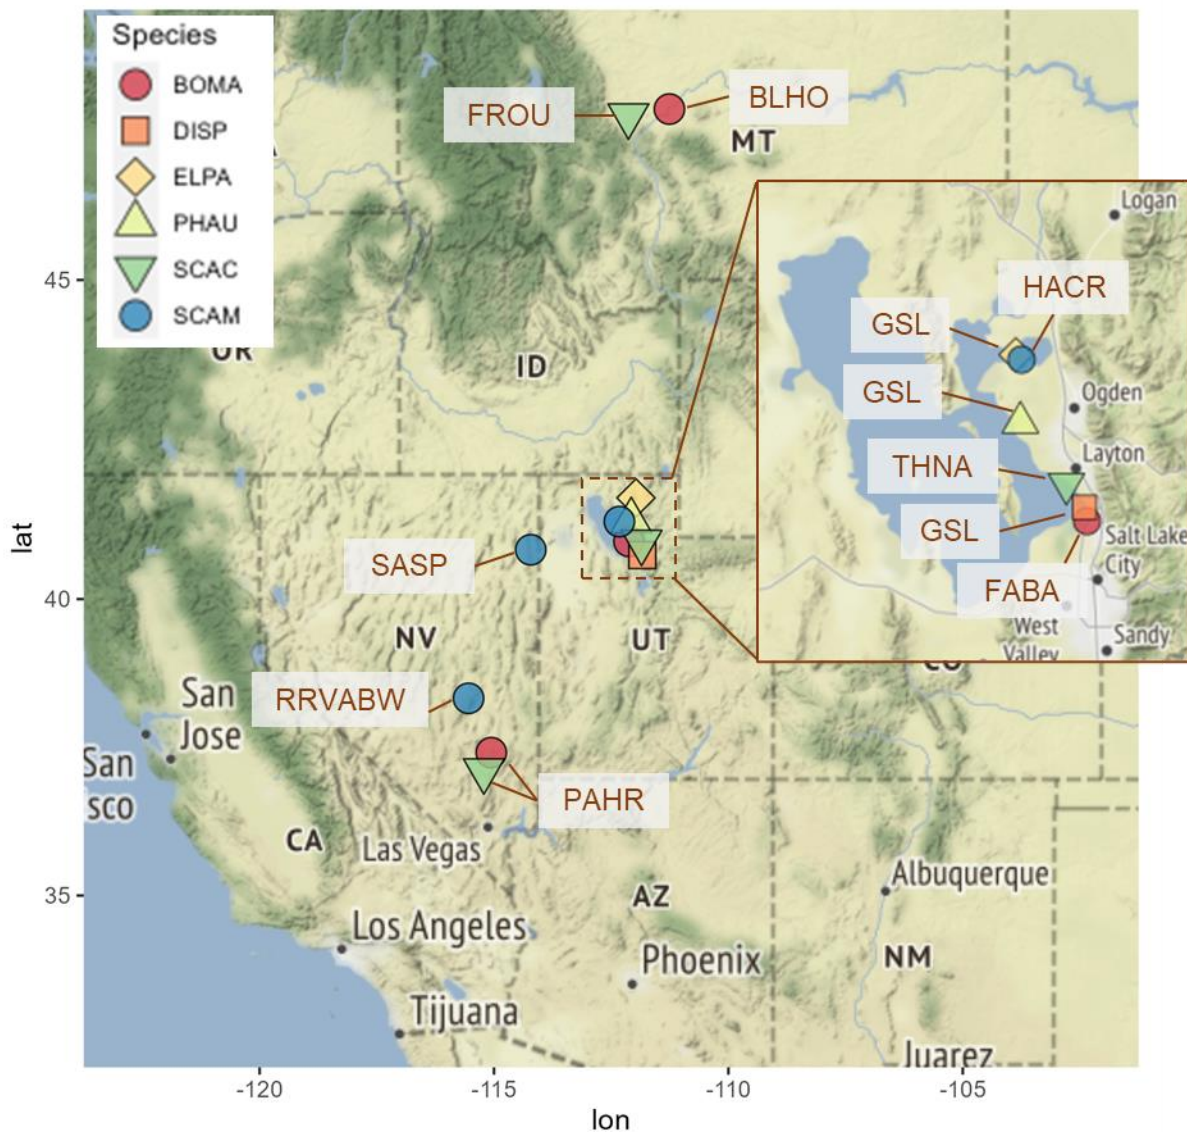 Species
BOMA
DISP
ELPA
PHAU
SCAC
SCAM
FROU
BLHO
MT
Logan
HACR
GSL
GSL
Ogden
THNA
Layton
GSL
Salt Lake
City
FABA
West
Valley
Sandy
45
OR
ID
lat
SASP
40
NV
UT
CO
RRVABW
San
Jose
San
isco
PAHR
CA
Las Vegas
Albuquerque
35
AZ
Los Angeles
Phoenix
NM
Tijuana
Juarez
-120
-115
-110
-105
lon